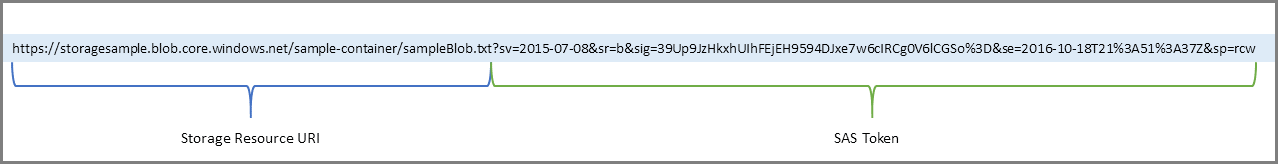 https://storagesample.blob.core.windows.net/sample-container/sampleBlob.txt?sv=2015-07-08&sr=b&sig=39Up9JzHkxhUIhFEjEH9594DJxe7w6cIRCg0V6lCGSo%3D&se=2016-10-18T21%3A51%3A37Z&sp=rcw
Storage Resource URI
SAS Token